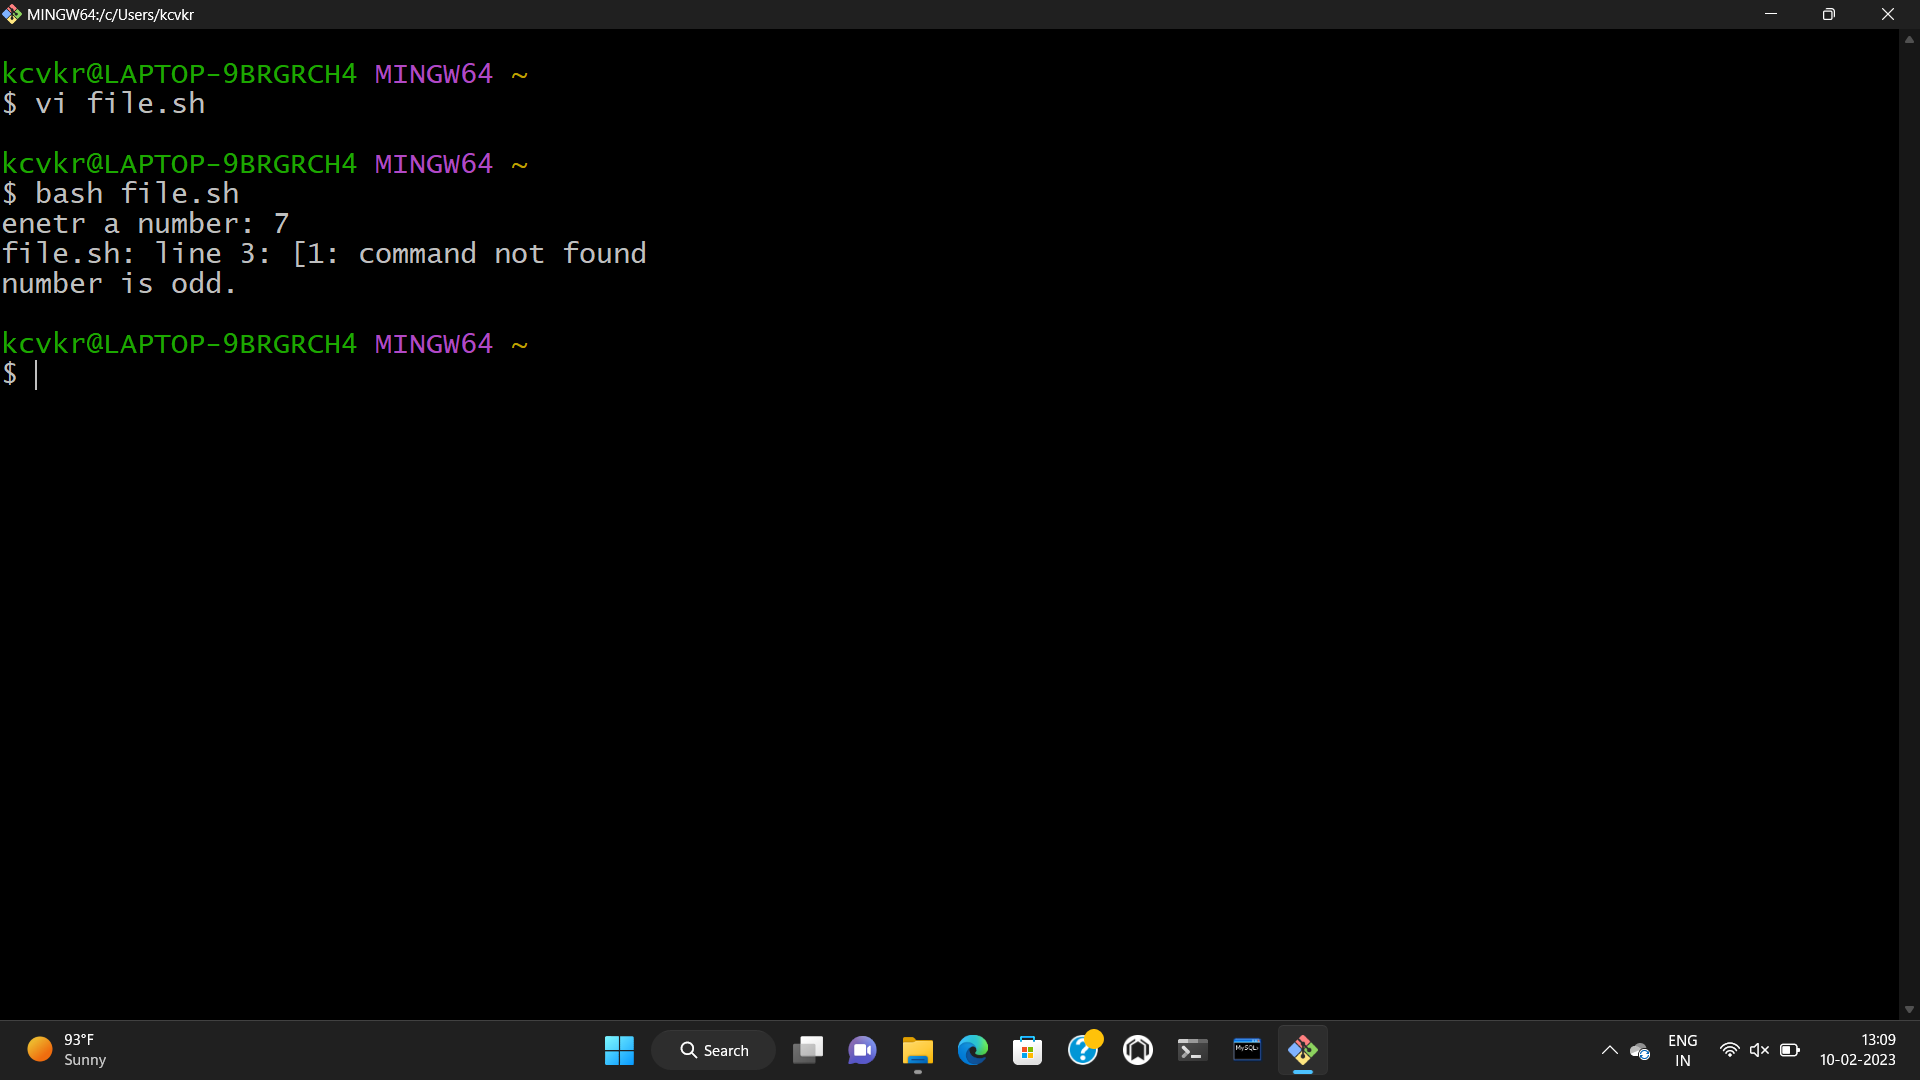 MINGW64:/c/Users/kcvkr
kcvkr@LAPTOP-9BRGRCH4 MINGW64 ~
$ vi file.sh
kcvkr@LAPTOP-9BRGRCH4 MINGW64 ~
$ bash file.sh
enetr a number: 7
file.sh: line 3: [1: command not found
number is odd.
kcvkr@LAPTOP-9BRGRCH4 MINGW64 ~
$
93°F
Sunny
Search
MySQL
ENG
IN
13:09
10-02-2023